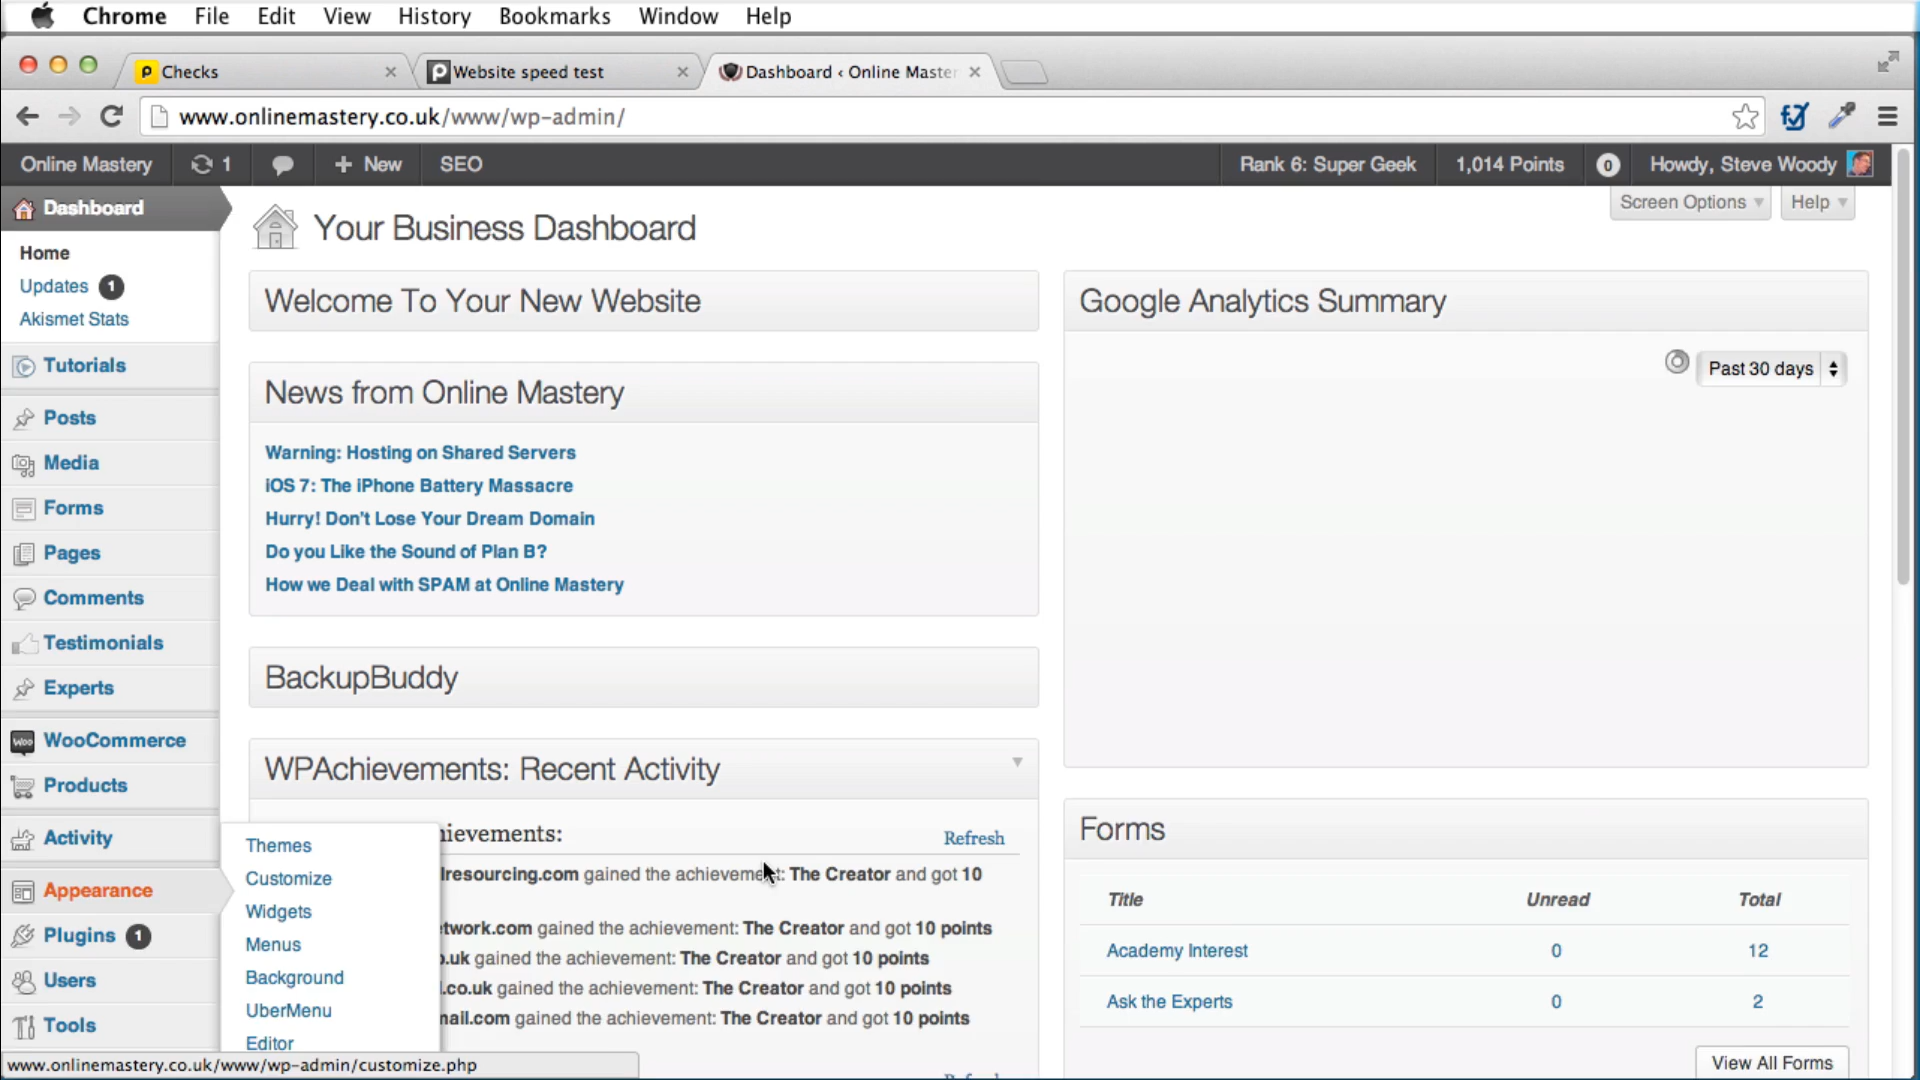 Chrome File Edit View History Bookmarks Window Help
Checks
Website speed test
Dashboard ‹ Online Master
www.onlinemastery.co.uk/www/wp-admin/
Online Mastery 1 + New SEO Rank 6: Super Geek 1,014 Points 0 Howdy, Steve Woody
Dashboard
Home
Updates 1
Akismet Stats
Tutorials
Posts
Media
Forms
Pages
Comments
Testimonials
Experts
WooCommerce
Products
Activity
Appearance
Plugins 1
Users
Tools
Themes
Customize
Widgets
Menus
Background
UberMenu
Editor
www.onlinemastery.co.uk/www/wp-admin/customize.php
Screen Options Help
Your Business Dashboard
Welcome To Your New Website
News from Online Mastery
Warning: Hosting on Shared Servers
iOS 7: The iPhone Battery Massacre
Hurry! Don't Lose Your Dream Domain
Do you Like the Sound of Plan B?
How we Deal with SPAM at Online Mastery
BackupBuddy
WPAchievements: Recent Activity
hievements: Refresh
lresourcing.com gained the achievement: The Creator and got 10
twork.com gained the achievement: The Creator and got 10 points
o.uk gained the achievement: The Creator and got 10 points
l.co.uk gained the achievement: The Creator and got 10 points
nail.com gained the achievement: The Creator and got 10 points
Google Analytics Summary
Past 30 days
Forms
Title Unread Total
Academy Interest 0 12
Ask the Experts 0 2
View All Forms